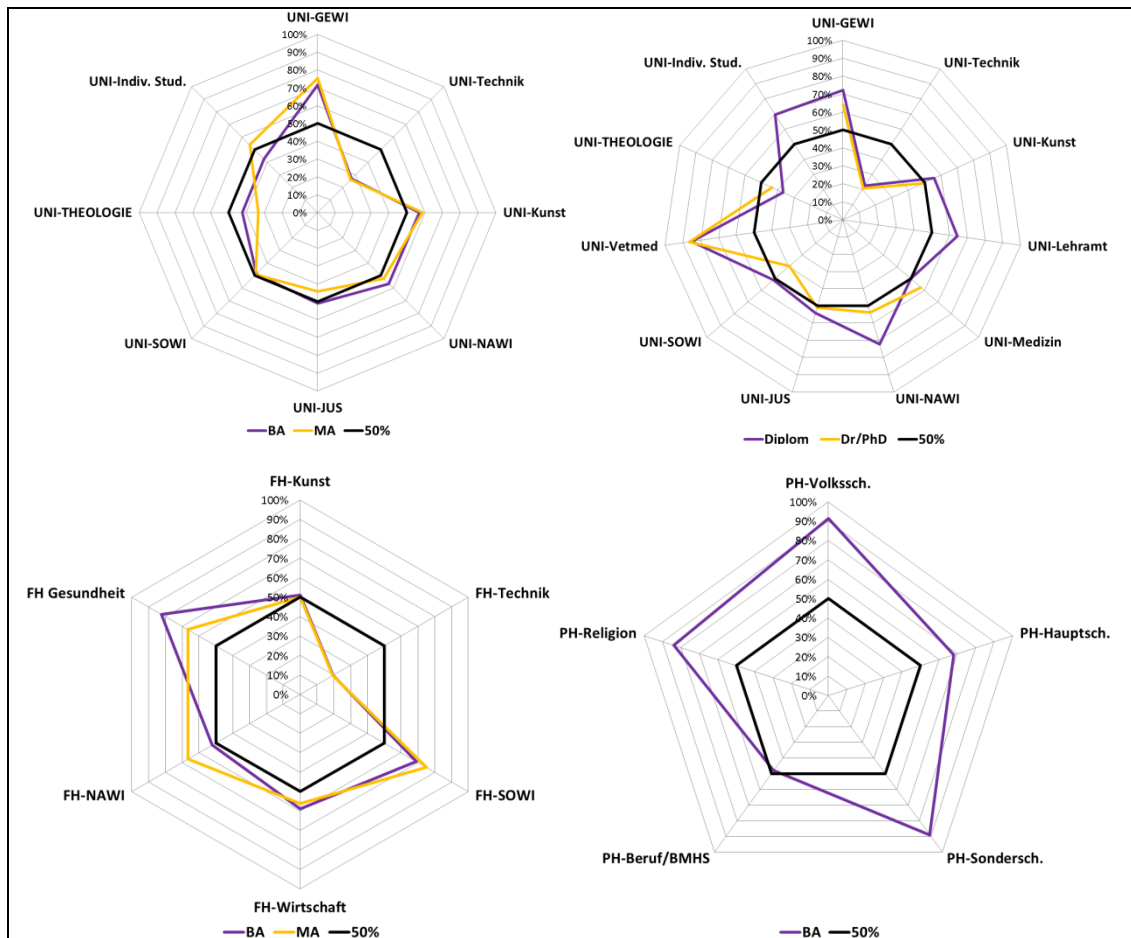 UNI-GEWI
100%
90%
80%
70%
60%
50%
40%
30%
20%
10%
0%
UNI-Technik
UNI-Kunst
UNI-NAWI
UNI-JUS
UNI-SOWI
UNI-THEOLOGIE
UNI-Indiv. Stud.
BA MA 50%
UNI-GEWI
100%
90%
80%
70%
60%
50%
40%
30%
20%
10%
0%
UNI-Technik
UNI-Kunst
UNI-Lehramt
UNI-Medizin
UNI-NAWI
UNI-JUS
UNI-SOWI
UNI-Vetmed
UNI-THEOLOGIE
UNI-Indiv. Stud.
Diplom Dr/PhD 50%
FH-Kunst
100%
90%
80%
70%
60%
50%
40%
30%
20%
10%
0%
FH-Technik
FH-SOWI
FH-Wirtschaft
FH-NAWI
FH Gesundheit
BA MA 50%
PH-Volkssch.
100%
90%
80%
70%
60%
50%
40%
30%
20%
10%
0%
PH-Hauptsch.
PH-Sondersch.
PH-Beruf/BMHS
PH-Religion
BA 50%